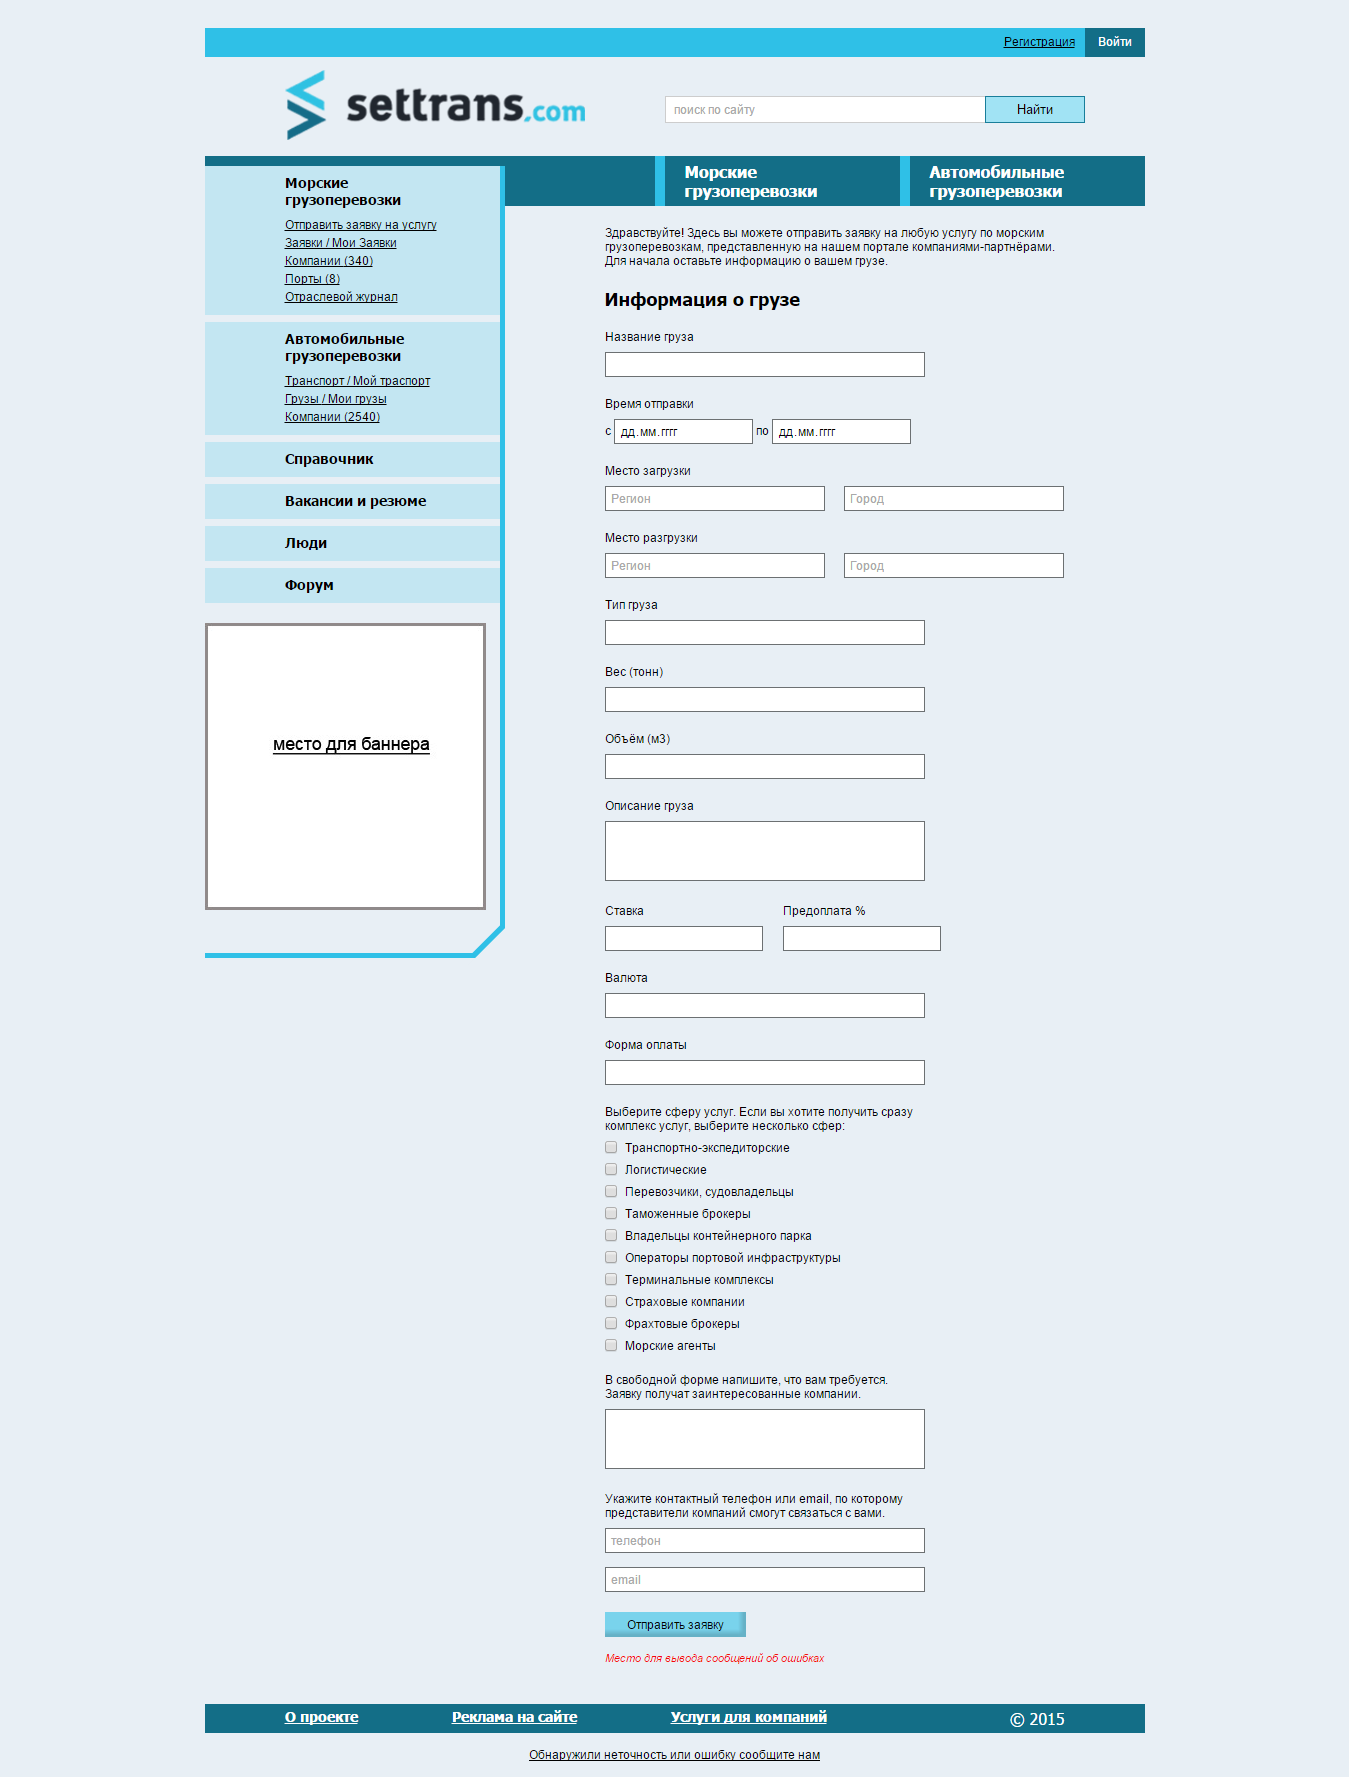 Регистрация
Войти
settrans.com
поиск по сайту
Найти
Морские
грузоперевозки
Автомобильные
грузоперевозки
Морские
грузоперевозки
Отправить заявку на услугу
Заявки / Мои Заявки
Компании (340)
Порты (8)
Отраслевой журнал
Автомобильные
грузоперевозки
Транспорт / Мой траспорт
Грузы / Мои грузы
Компании (2540)
Справочник
Вакансии и резюме
Люди
Форум
место для баннера
Здравствуйте! Здесь вы можете отправить заявку на любую услугу по морским
грузоперевозкам, представленную на нашем портале компаниями-партнёрами.
Для начала оставьте информацию о вашем грузе.
Информация о грузе
Название груза
Время отправки
с дд.мм.гггг по дд.мм.гггг
Место загрузки
Регион Город
Место разгрузки
Регион Город
Тип груза
Вес (тонн)
Объём (м3)
Описание груза
Ставка Предоплата %
Валюта
Форма оплаты
Выберите сферу услуг. Если вы хотите получить сразу
комплекс услуг, выберите несколько сфер:
Транспортно-экспедиторские
Логистические
Перевозчики, судовладельцы
Таможенные брокеры
Владельцы контейнерного парка
Операторы портовой инфраструктуры
Терминальные комплексы
Страховые компании
Фрахтовые брокеры
Морские агенты
В свободной форме напишите, что вам требуется.
Заявку получат заинтересованные компании.
Укажите контактный телефон или email, по которому
представители компаний смогут связаться с вами.
телефон
email
Отправить заявку
Место для вывода сообщений об ошибках
О проекте
Реклама на сайте
Услуги для компаний
© 2015
Обнаружили неточность или ошибку сообщите нам